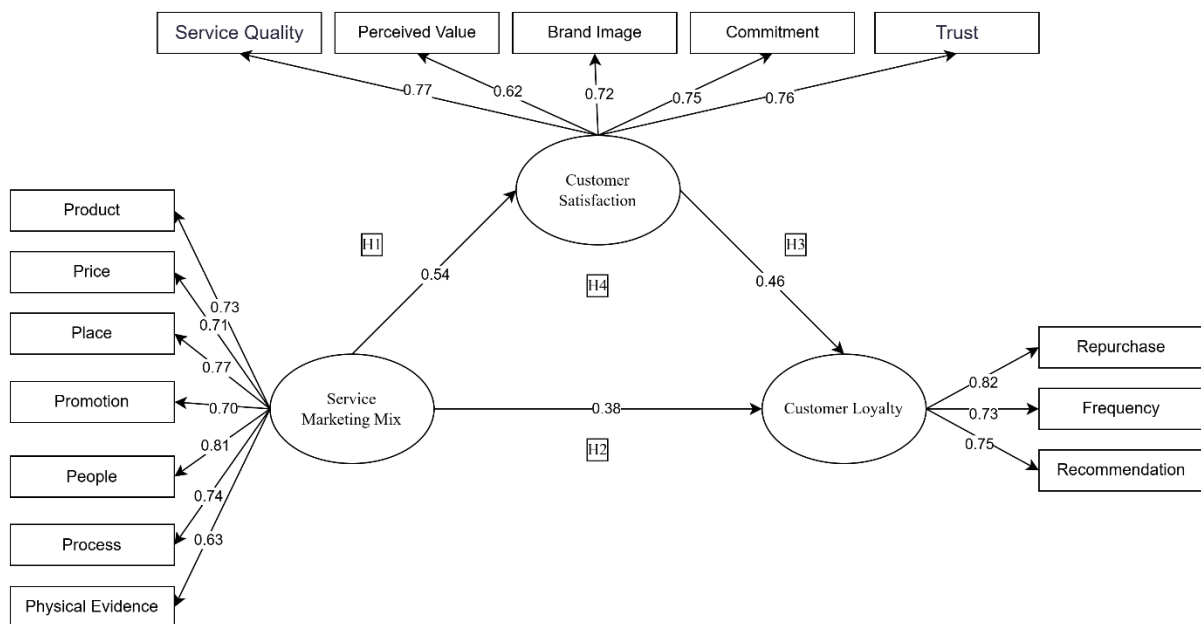 Service Quality
Perceived Value
Brand Image
Commitment
Trust
0.77
0.62
0.72
0.75
0.76
Customer
Satisfaction
Product
Price
Place
Promotion
People
Process
Physical Evidence
0.73
0.71
0.77
0.70
0.81
0.74
0.63
H1
0.54
H4
H3
0.46
Service
Marketing Mix
0.38
H2
Customer Loyalty
0.82
0.73
0.75
Repurchase
Frequency
Recommendation